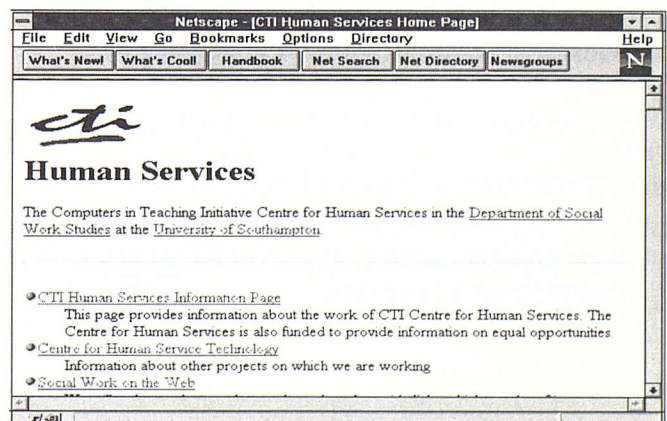 Netscape - [CTI Human Services Home Page]
File Edit View Go Bookmarks Options Directory Help
What's New! What's Cool! Handbook Net Search Net Directory Newsgroups N
cti
Human Services
The Computers in Teaching Initiative Centre for Human Services in the Department of Social
Work Studies at the University of Southampton.
CTI Human Services Information Page
This page provides information about the work of CTI Centre for Human Services. The
Centre for Human Services is also funded to provide information on equal opportunities
Centre for Human Service Technology
Information about other projects on which we are working
Social Work on the Web